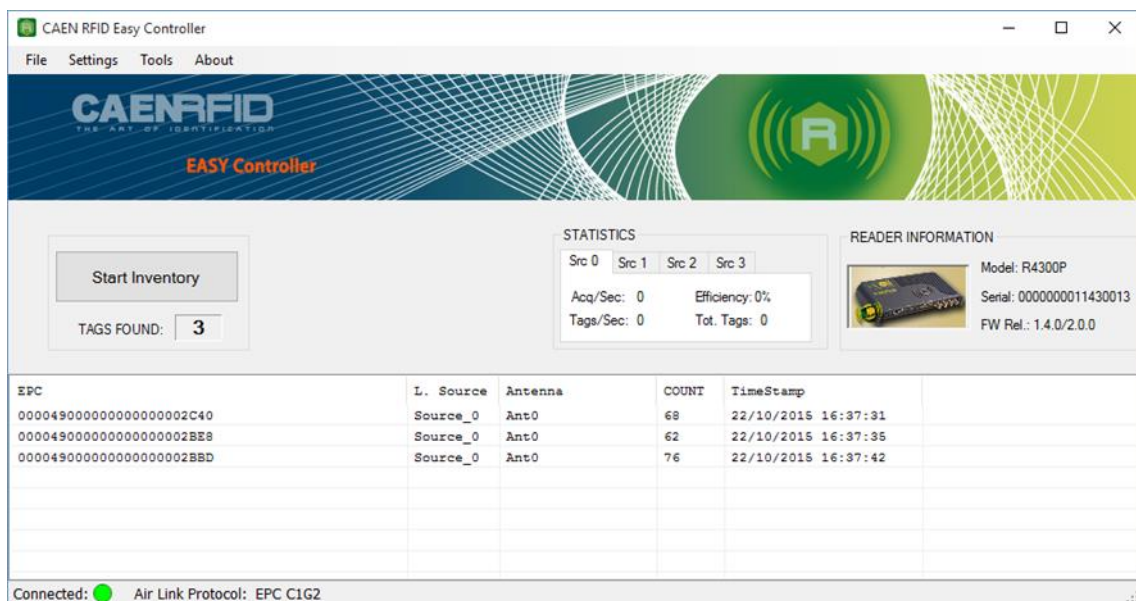 CAEN RFID Easy Controller
File Settings Tools About
CAENRFID
THE ART OF IDENTIFICATION
EASY Controller
R
Start Inventory
TAGS FOUND: 3
STATISTICS
Src 0 Src 1 Src 2 Src 3
Acq/Sec: 0 Efficiency: 0%
Tags/Sec: 0 Tot. Tags: 0
READER INFORMATION
Model: R4300P
Serial: 0000000011430013
FW Rel.: 1.4.0/2.0.0
EPC L. Source Antenna COUNT TimeStamp
000049000000000000002C40 Source_0 Ant0 68 22/10/2015 16:37:31
000049000000000000002BE8 Source_0 Ant0 62 22/10/2015 16:37:35
000049000000000000002BBD Source_0 Ant0 76 22/10/2015 16:37:42
Connected: Air Link Protocol: EPC C1G2